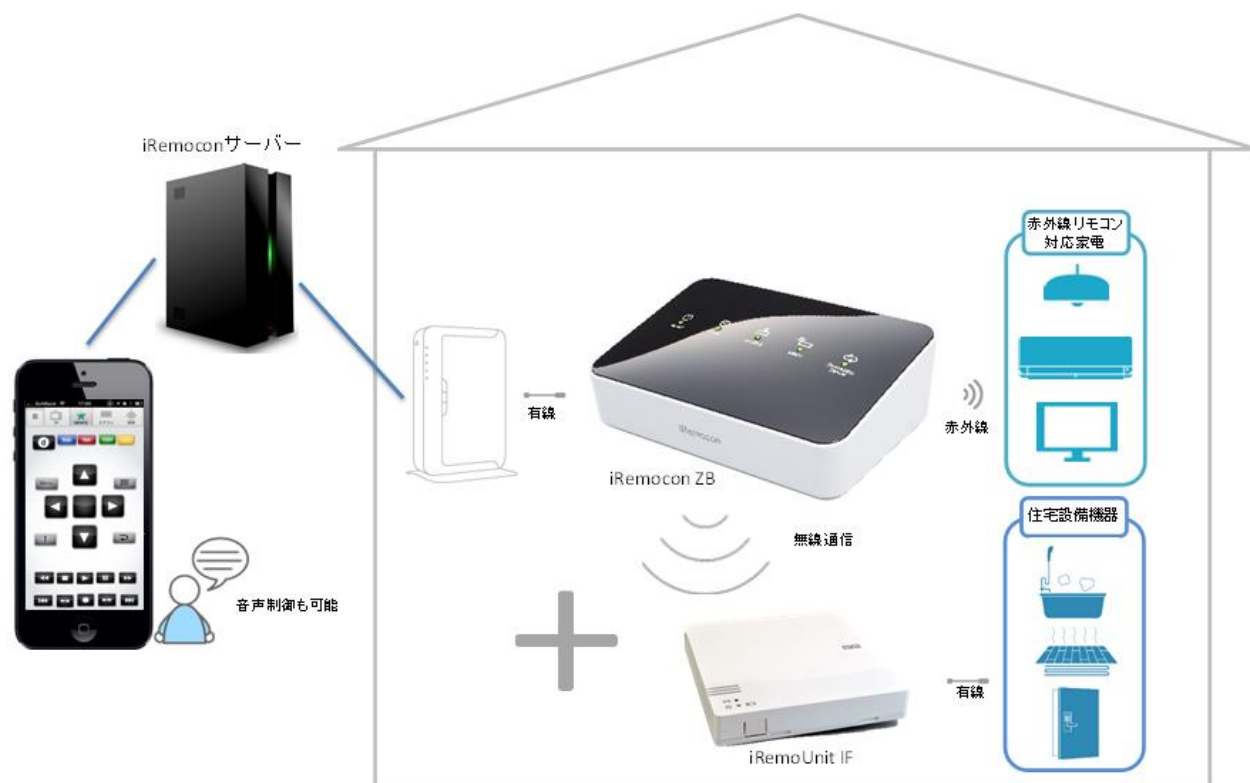 iRemoconサーバー
赤外線リモコン
対応家電
有線
iRemocon
赤外線
iRemocon ZB
住宅設備機器
無線通信
音声制御も可能
有線
iRemoUnit IF